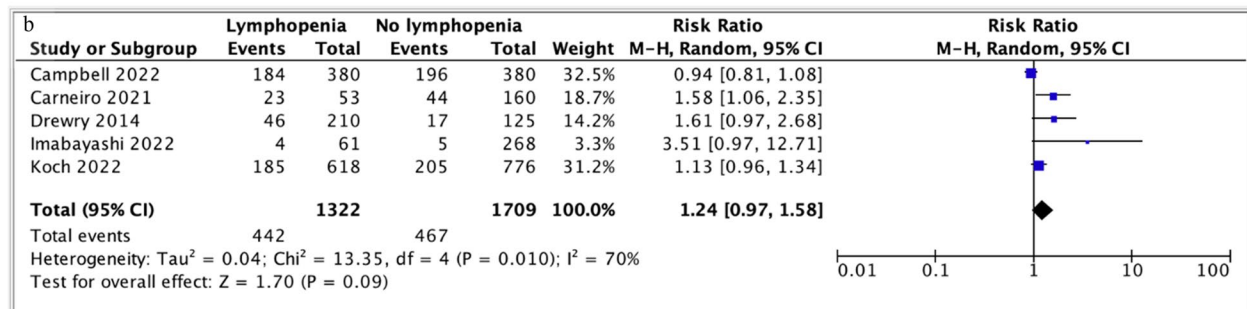 b Lymphopenia No lymphopenia Risk Ratio Risk Ratio
Study or Subgroup Events Total Events Total Weight M-H, Random, 95% CI M-H, Random, 95% CI
Campbell 2022 184 380 196 380 32.5% 0.94 [0.81, 1.08]
Carneiro 2021 23 53 44 160 18.7% 1.58 [1.06, 2.35]
Drewry 2014 46 210 17 125 14.2% 1.61 [0.97, 2.68]
Imabayashi 2022 4 61 5 268 3.3% 3.51 [0.97, 12.71]
Koch 2022 185 618 205 776 31.2% 1.13 [0.96, 1.34]
Total (95% CI) 1322 1709 100.0% 1.24 [0.97, 1.58]
Total events 442 467
Heterogeneity: Tau² = 0.04; Chi² = 13.35, df = 4 (P = 0.010); I² = 70%
Test for overall effect: Z = 1.70 (P = 0.09)
0.01 0.1 1 10 100